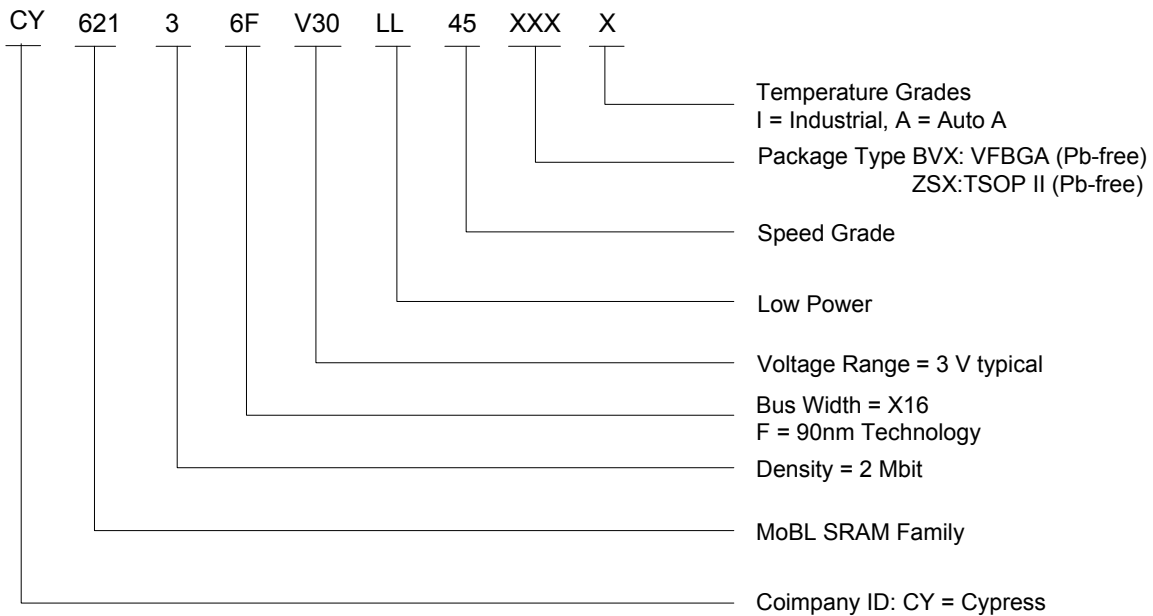 CY 621 3 6F V30 LL 45 XXX X
Temperature Grades
I = Industrial, A = Auto A
Package Type BVX: VFBGA (Pb-free)
ZSX:TSOP II (Pb-free)
Speed Grade
Low Power
Voltage Range = 3 V typical
Bus Width = X16
F = 90nm Technology
Density = 2 Mbit
MoBL SRAM Family
Coimpany ID: CY = Cypress